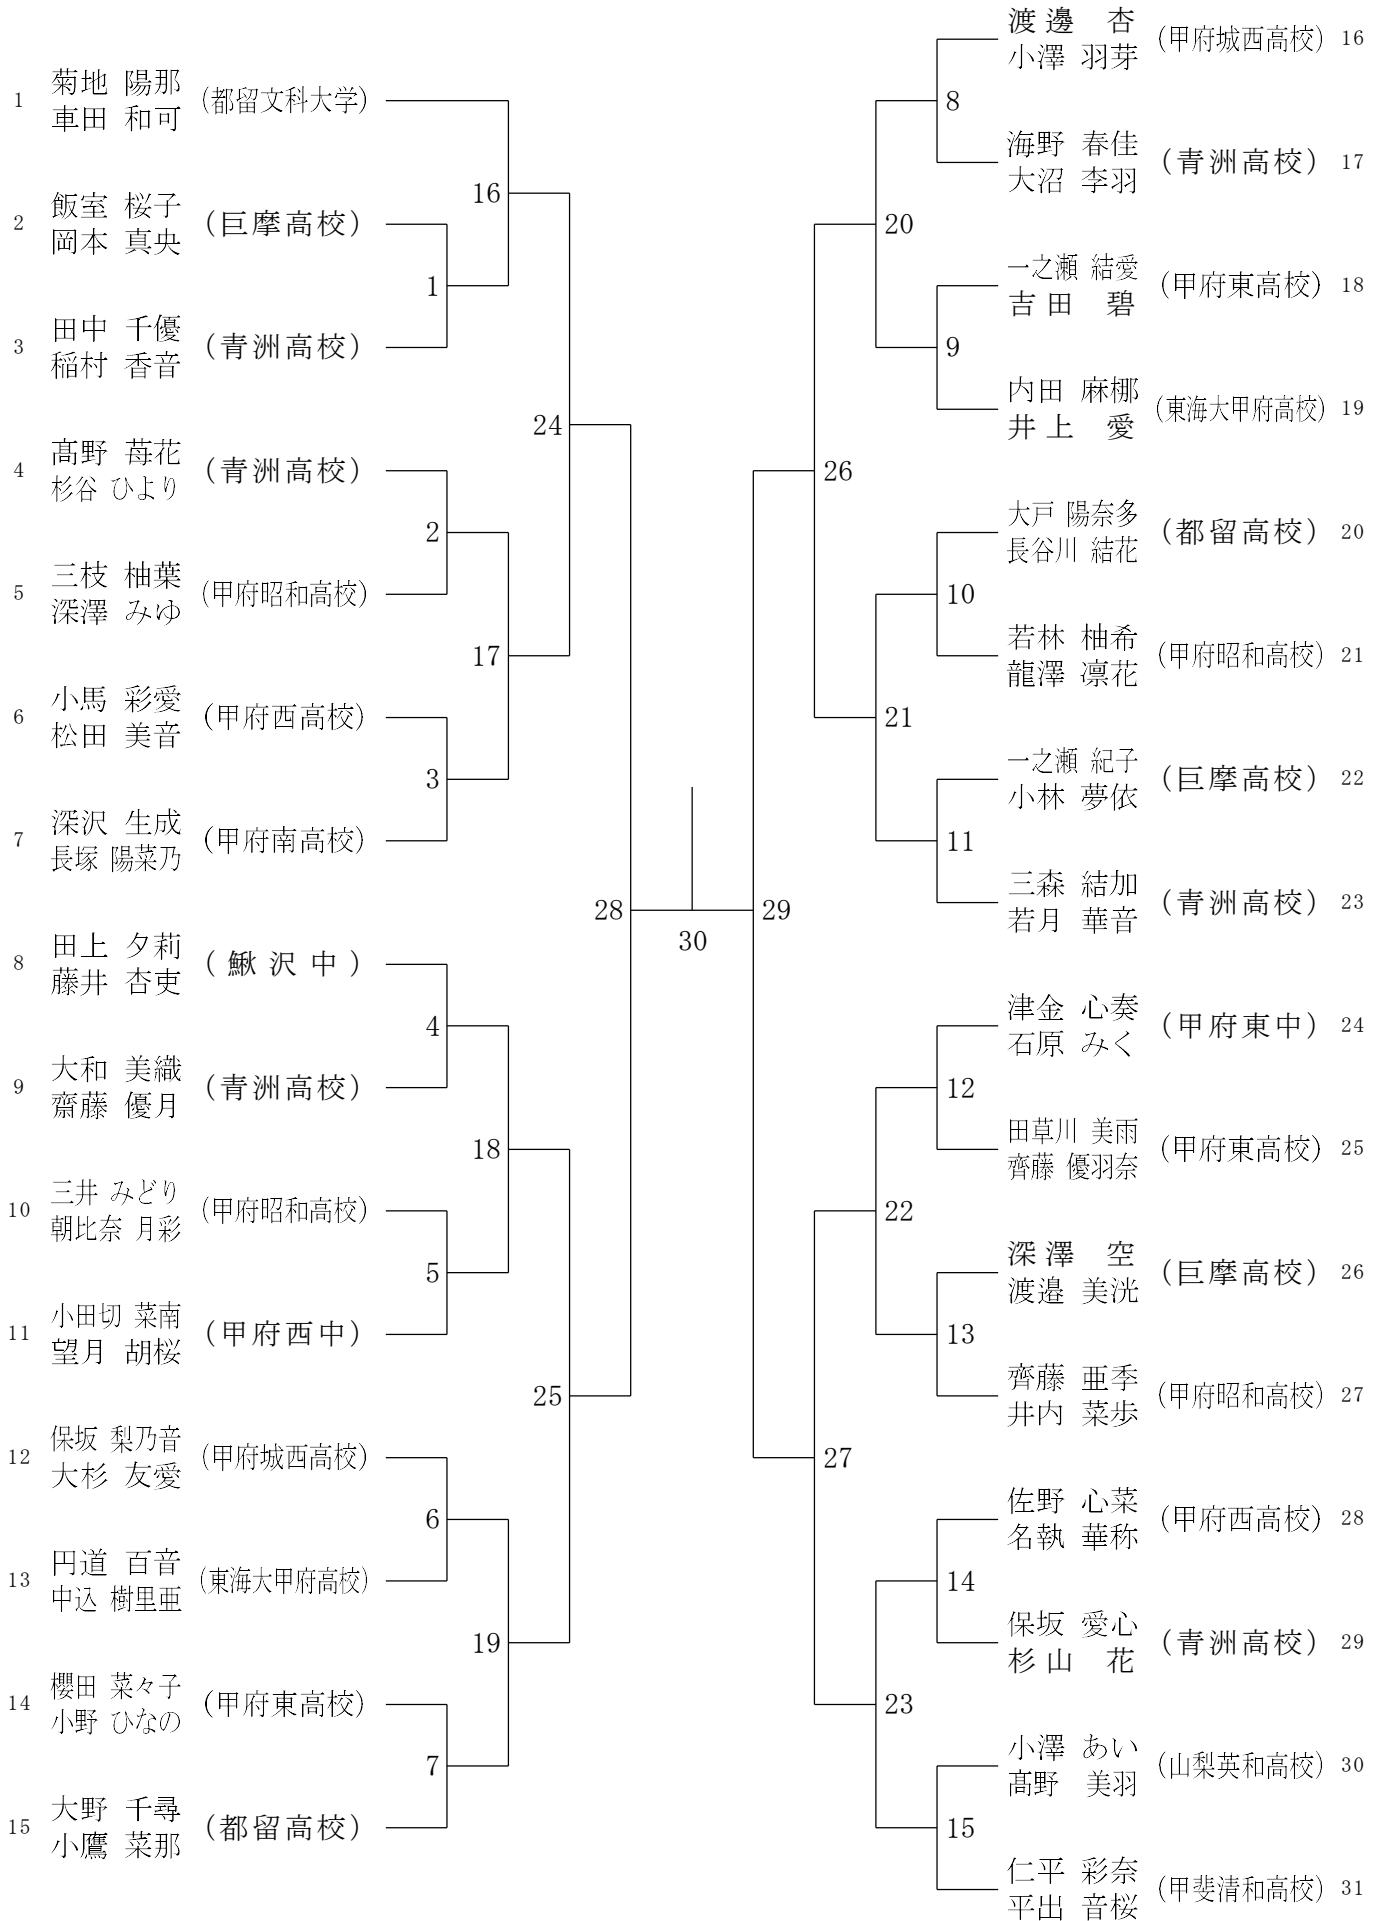 1 菊地 陽那 (都留文科大学)
車田 和可
2 飯室 桜子 (巨摩高校)
岡本 真央
3 田中 千優 (青洲高校)
稲村 香音
4 髙野 苺花 (青洲高校)
杉谷 ひより
5 三枝 柚葉 (甲府昭和高校)
深澤 みゆ
6 小馬 彩愛 (甲府西高校)
松田 美音
7 深沢 生成 (甲府南高校)
長塚 陽菜乃
8 田上 夕莉 (鰍沢中)
藤井 杏吏
9 大和 美織 (青洲高校)
齋藤 優月
10 三井 みどり (甲府昭和高校)
朝比奈 月彩
11 小田切 菜南 (甲府西中)
望月 胡桜
12 保坂 梨乃音 (甲府城西高校)
大杉 友愛
13 円道 百音 (東海大甲府高校)
中込 樹里亜
14 櫻田 菜々子 (甲府東高校)
小野 ひなの
15 大野 千尋 (都留高校)
小鷹 菜那
16
1
24
2
17
3
28
4
18
5
25
6
19
7
30
29
8
20
9
26
10
21
11
12
22
13
27
14
23
15
渡邊 杏 (甲府城西高校) 16
小澤 羽芽
海野 春佳 (青洲高校) 17
大沼 李羽
一之瀬 結愛 (甲府東高校) 18
吉田 碧
内田 麻梛 (東海大甲府高校) 19
井上 愛
大戸 陽奈多 (都留高校) 20
長谷川 結花
若林 柚希 (甲府昭和高校) 21
龍澤 凛花
一之瀬 紀子 (巨摩高校) 22
小林 夢依
三森 結加 (青洲高校) 23
若月 華音
津金 心奏 (甲府東中) 24
石原 みく
田草川 美雨 (甲府東高校) 25
齊藤 優羽奈
深澤 空 (巨摩高校) 26
渡邉 美洸
齊藤 亜季 (甲府昭和高校) 27
井内 菜歩
佐野 心菜 (甲府西高校) 28
名執 華称
保坂 愛心 (青洲高校) 29
杉山 花
小澤 あい (山梨英和高校) 30
髙野 美羽
仁平 彩奈 (甲斐清和高校) 31
平出 音桜